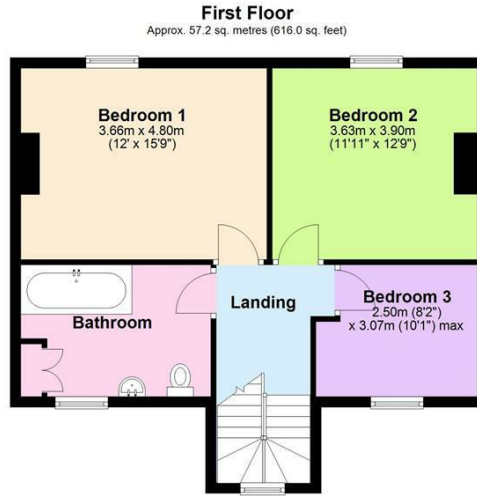 First Floor
Approx. 57.2 sq. metres (616.0 sq. feet)
Bedroom 1
3.66m x 4.80m
(12' x 15'9")
Bedroom 2
3.63m x 3.90m
(11'11" x 12'9")
Bathroom
Landing
Bedroom 3
2.50m (8'2")
x 3.07m (10'1") max